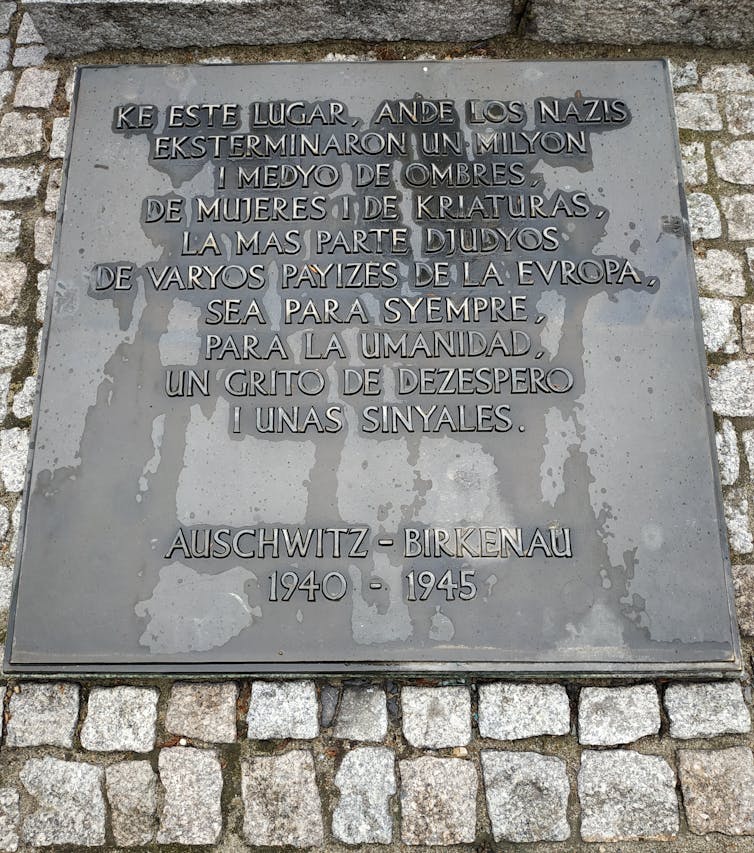 KE ESTE LUGAR, ANDE LOS NAZIS
EKSTERMINARON UN MILYON
I MEDYO DE OMBRES,
DE MUJERES I DE KRIATURAS,
LA MAS PARTE DJUDYOS
DE VARYOS PAYIZES DE LA EVROPA,
SEA PARA SYEMPRE,
PARA LA UMANIDAD,
UN GRITO DE DEZESPERO
I UNAS SINYALES.
AUSCHWITZ - BIRKENAU
1940 - 1945